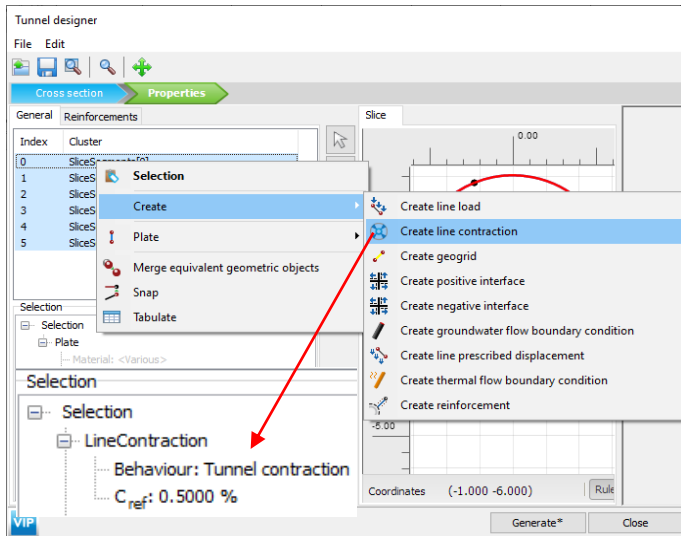 Tunnel designer
File Edit
Cross section Properties
General Reinforcements
Slice
Index Cluster
0.00
0 SliceSegments[0]
1 SliceS
2 SliceS
3 SliceS
4 SliceS
5 SliceS
Selection
Create
Plate
Merge equivalent geometric objects
Snap
Tabulate
Create line load
Create line contraction
Create geogrid
Create positive interface
Create negative interface
Create groundwater flow boundary condition
Create line prescribed displacement
Create thermal flow boundary condition
Create reinforcement
Selection
Selection
Plate
Material: <Various>
Selection
Selection
LineContraction
Behaviour: Tunnel contraction
Cref: 0.5000 %
-5.00
Coordinates (-1.000 -6.000)
Rule
VIP
Generate*
Close